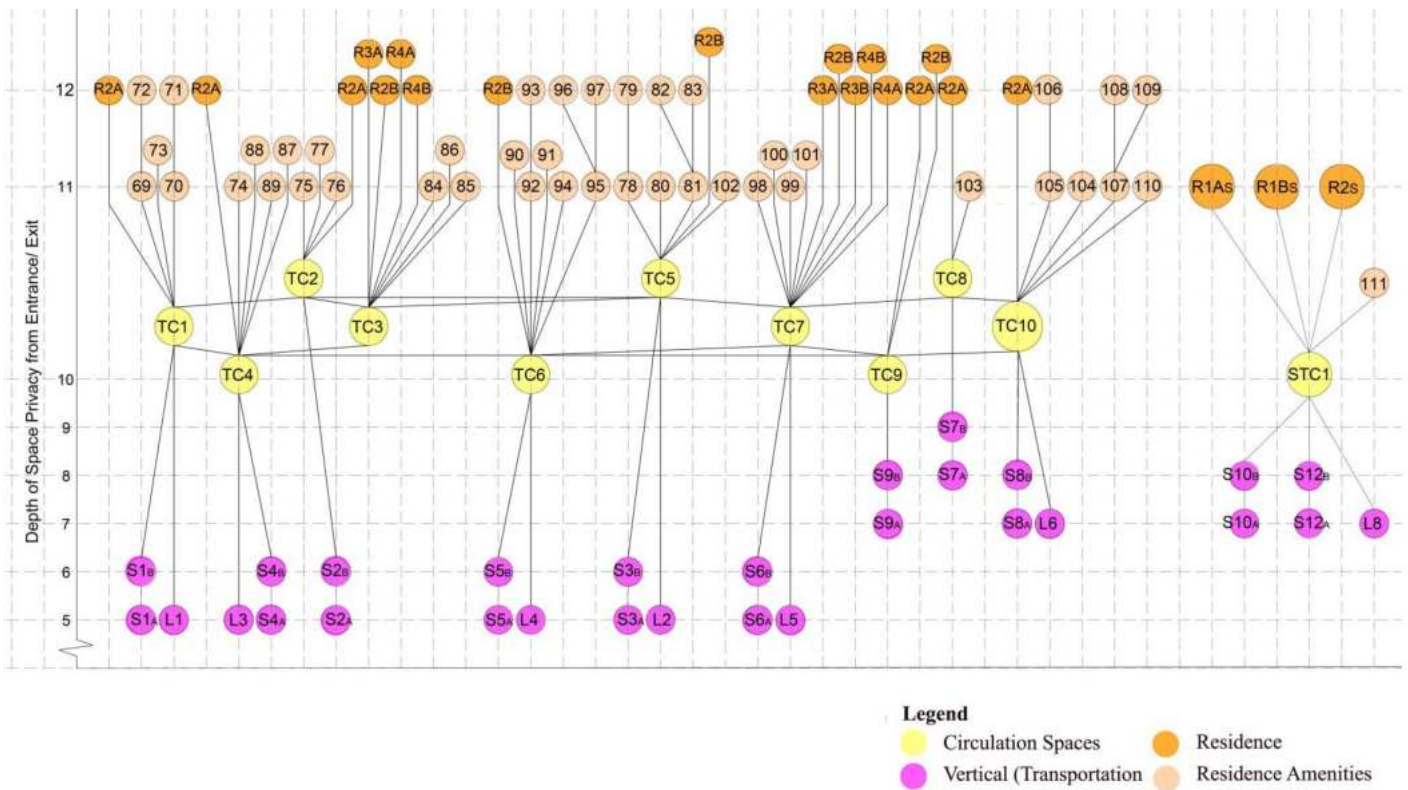 R2B
R3A R4A R2B R4B R2B
12 R2A 72 71 R2A R2A R2B R4B R2B 93 96 97 79 82 83 R3A R3B R4A R2A R2A R2A 106 108 109
73 88 87 77 86 90 91 100 101
11 69 70 74 89 75 76 84 85 92 94 95 78 80 81 102 98 99 103 105 104 107 110 R1As R1Bs R2s
TC2 TC5 TC8 111
TC1 TC3 TC7 TC10
10 TC4 TC6 TC9 STC1
9 S7B
8 S9B S7A S8B S10B S12B
7 S9A S8A L6 S10A S12A L8
6 S1B S4B S2B S5B S3B S6B
5 S1A L1 L3 S4A S2A S5A L4 S3A L2 S6A L5
Depth of Space Privacy from Entrance/ Exit
Legend
Circulation Spaces Residence
Vertical (Transportation Residence Amenities